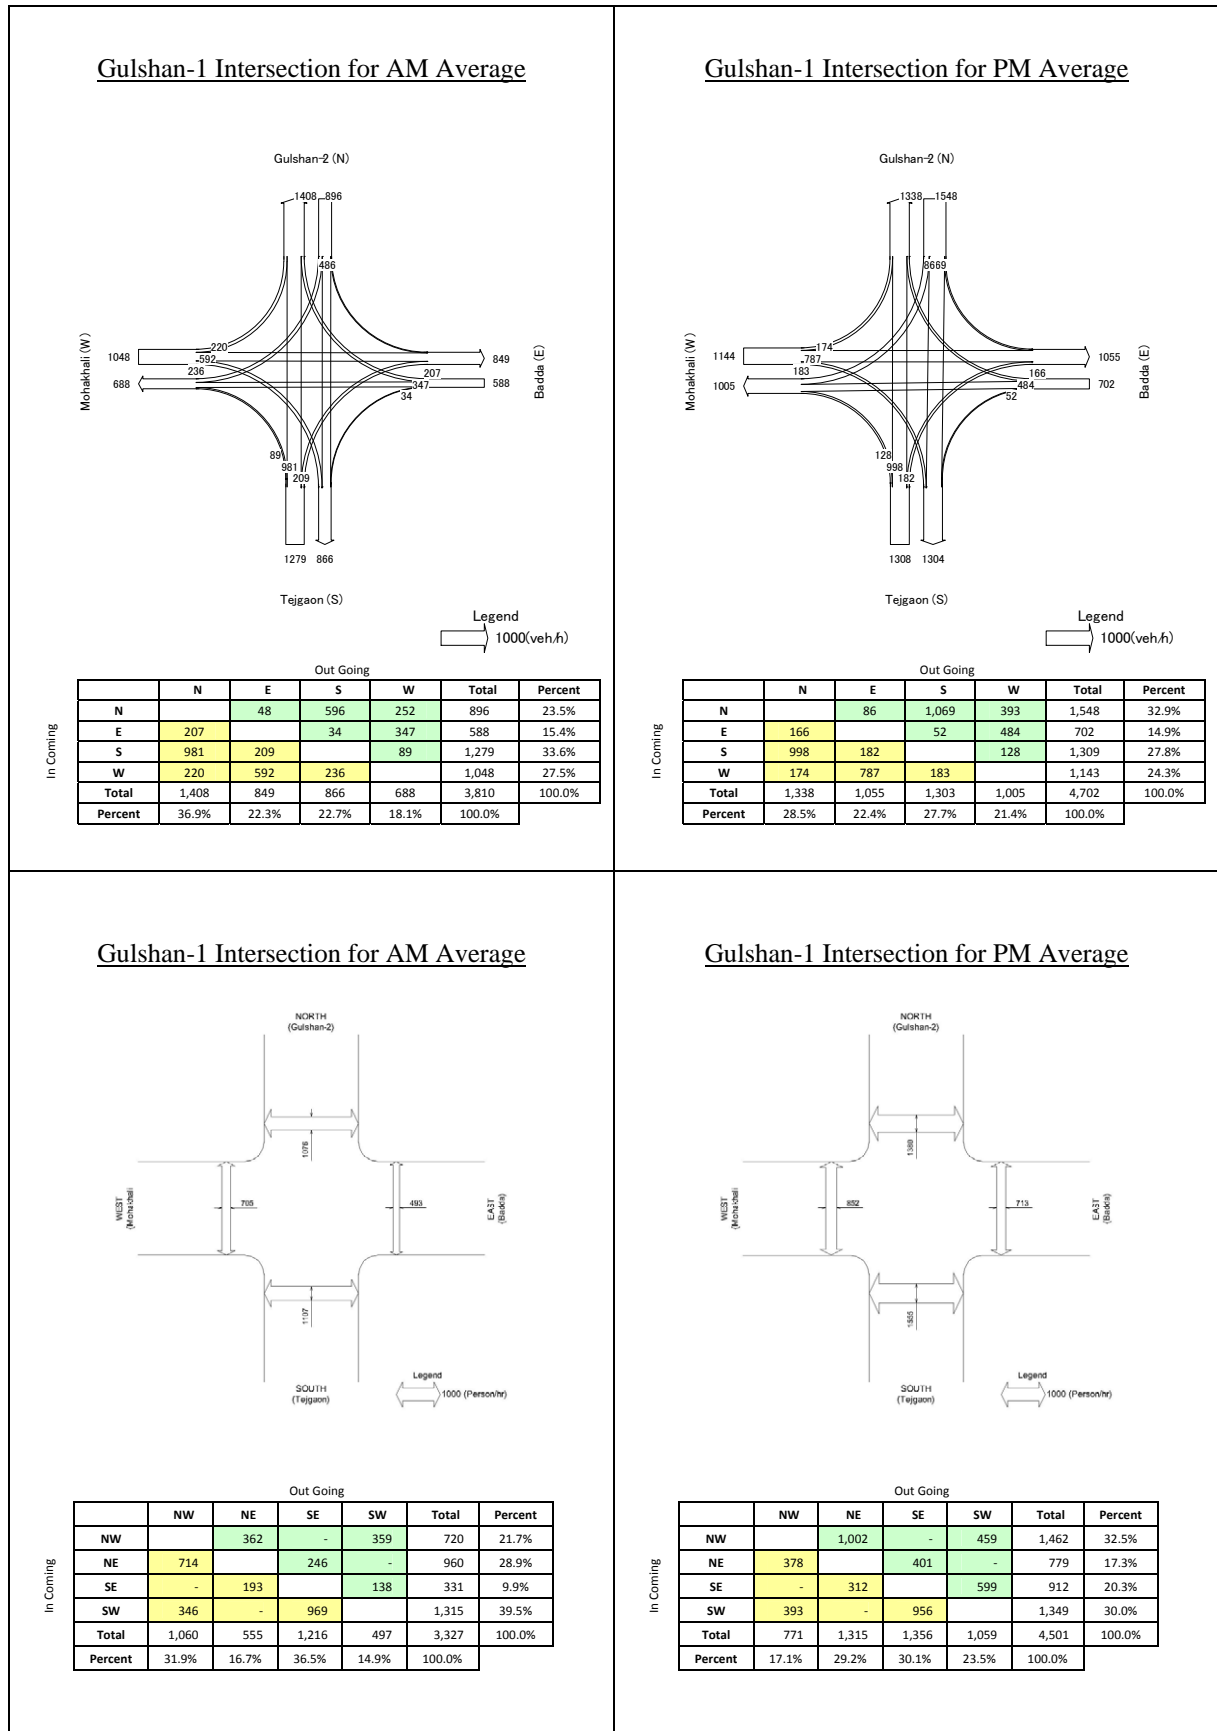 Gulshan-1 Intersection for AM Average
Gulshan-2 (N)
1408 896
486
Mohakhali (W)
1048
688
220
592
236
207
347
34
849
588
Badda (E)
89
981
209
1279 866
Tejgaon (S)
Legend
1000(veh/h)
Out Going
In Coming
N E S W Total Percent
N 48 596 252 896 23.5%
E 207 34 347 588 15.4%
S 981 209 89 1,279 33.6%
W 220 592 236 1,048 27.5%
Total 1,408 849 866 688 3,810 100.0%
Percent 36.9% 22.3% 22.7% 18.1% 100.0%
Gulshan-1 Intersection for PM Average
Gulshan-2 (N)
1338 1548
8669
Mohakhali (W)
1144
1005
174
787
183
166
484
52
1055
702
Badda (E)
128
998
182
1308 1304
Tejgaon (S)
Legend
1000(veh/h)
Out Going
In Coming
N E S W Total Percent
N 86 1,069 393 1,548 32.9%
E 166 52 484 702 14.9%
S 998 182 128 1,309 27.8%
W 174 787 183 1,143 24.3%
Total 1,338 1,055 1,303 1,005 4,702 100.0%
Percent 28.5% 22.4% 27.7% 21.4% 100.0%
Gulshan-1 Intersection for AM Average
NORTH
(Gulshan-2)
1076
WEST
(Mohakhali
705
493
EAST
(Badda)
1107
SOUTH
(Tejgaon)
Legend
1000 (Person/hr)
Out Going
In Coming
NW NE SE SW Total Percent
NW 362 - 359 720 21.7%
NE 714 246 - 960 28.9%
SE - 193 138 331 9.9%
SW 346 - 969 1,315 39.5%
Total 1,060 555 1,216 497 3,327 100.0%
Percent 31.9% 16.7% 36.5% 14.9% 100.0%
Gulshan-1 Intersection for PM Average
NORTH
(Gulshan-2)
1380
WEST
(Mohakhali
852
713
EAST
(Badda)
1555
SOUTH
(Tejgaon)
Legend
1000 (Person/hr)
Out Going
In Coming
NW NE SE SW Total Percent
NW 1,002 - 459 1,462 32.5%
NE 378 401 - 779 17.3%
SE - 312 599 912 20.3%
SW 393 - 956 1,349 30.0%
Total 771 1,315 1,356 1,059 4,501 100.0%
Percent 17.1% 29.2% 30.1% 23.5% 100.0%